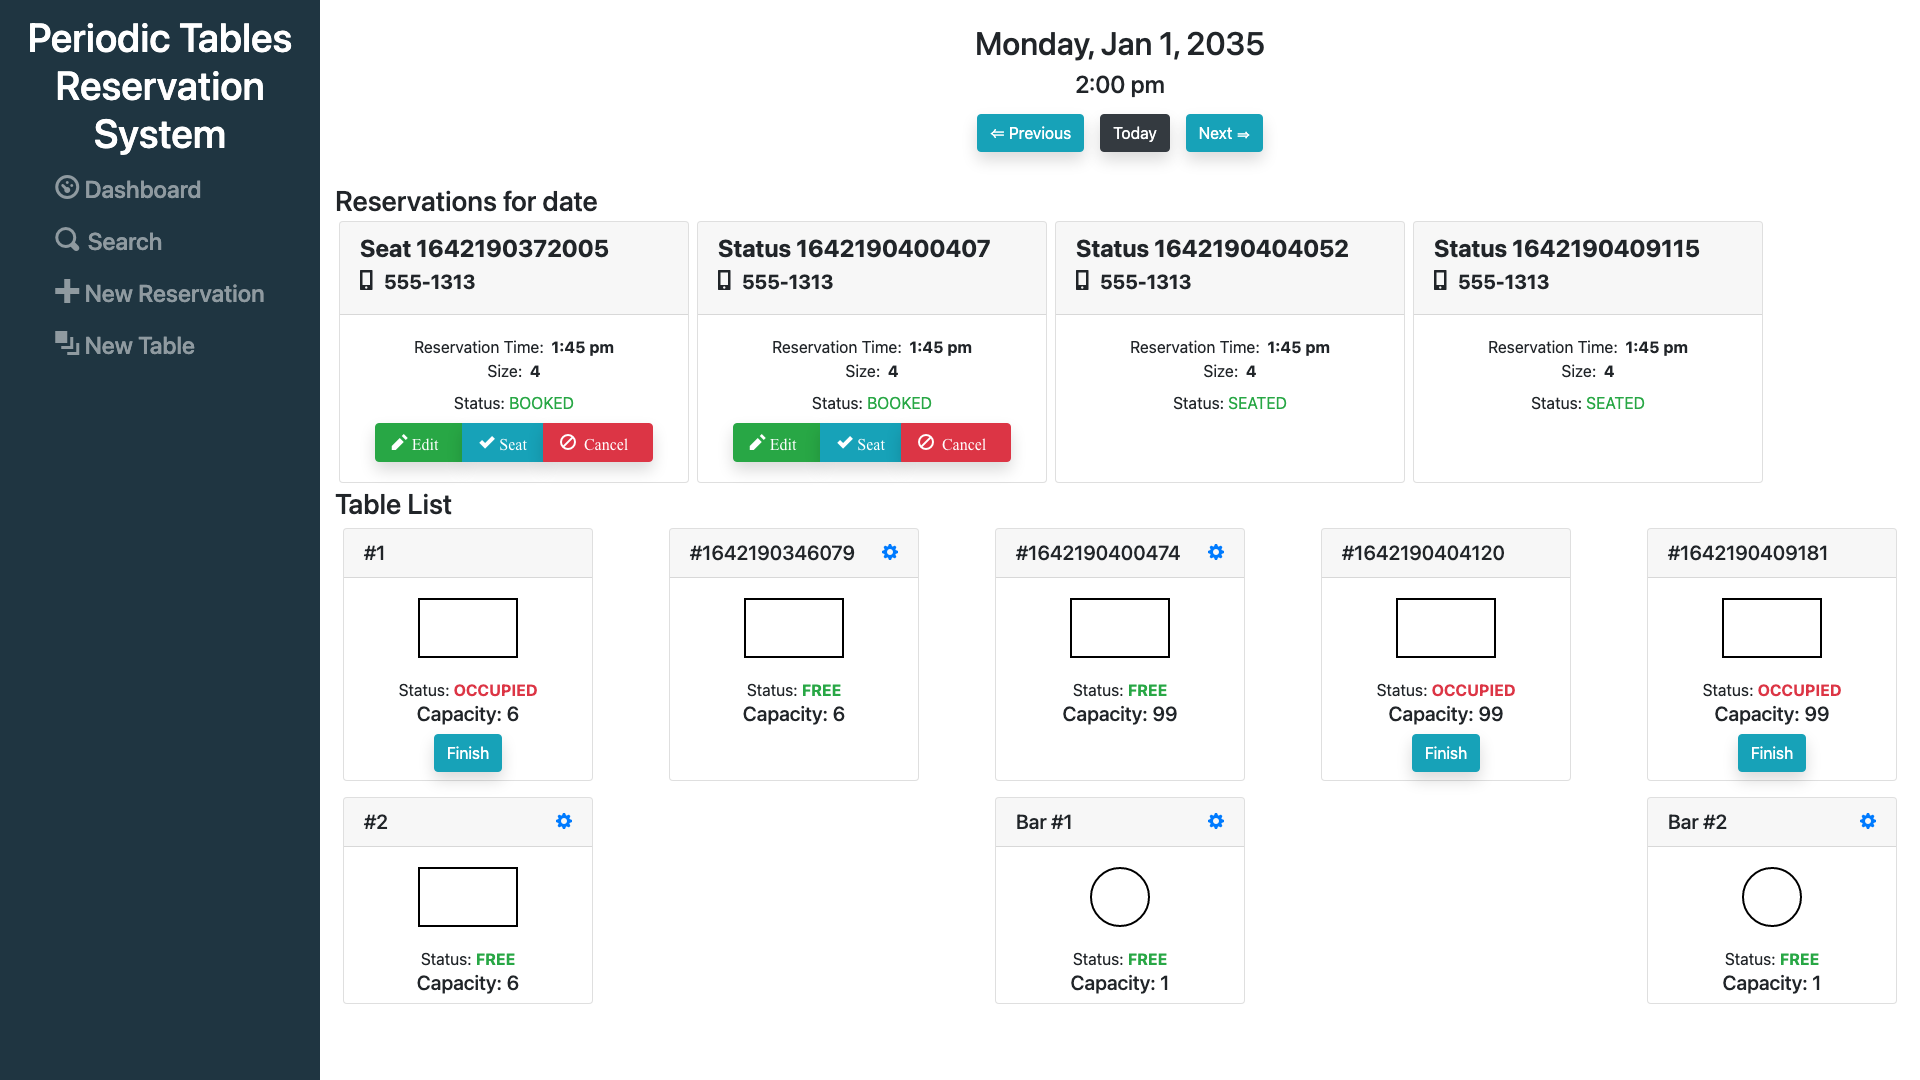 Periodic Tables
Reservation
System
Dashboard
Search
New Reservation
New Table
Monday, Jan 1, 2035
2:00 pm
⇐ Previous
Today
Next ⇒
Reservations for date
Seat 1642190372005
555-1313
Reservation Time: 1:45 pm
Size: 4
Status: BOOKED
Edit
Seat
Cancel
Status 1642190400407
555-1313
Reservation Time: 1:45 pm
Size: 4
Status: BOOKED
Edit
Seat
Cancel
Status 1642190404052
555-1313
Reservation Time: 1:45 pm
Size: 4
Status: SEATED
Status 1642190409115
555-1313
Reservation Time: 1:45 pm
Size: 4
Status: SEATED
Table List
#1
Status: OCCUPIED
Capacity: 6
Finish
#1642190346079
Status: FREE
Capacity: 6
#1642190400474
Status: FREE
Capacity: 99
#1642190404120
Status: OCCUPIED
Capacity: 99
Finish
#1642190409181
Status: OCCUPIED
Capacity: 99
Finish
#2
Status: FREE
Capacity: 6
Bar #1
Status: FREE
Capacity: 1
Bar #2
Status: FREE
Capacity: 1